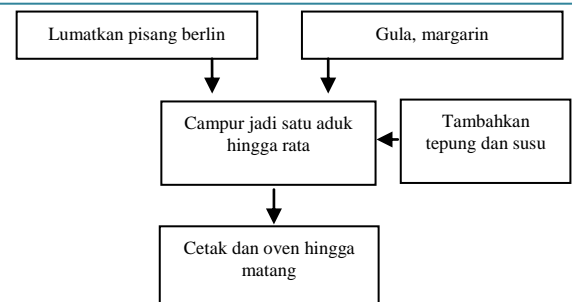 Lumatkan pisang berlin
Gula, margarin
Campur jadi satu aduk
hingga rata
Tambahkan
tepung dan susu
Cetak dan oven hingga
matang